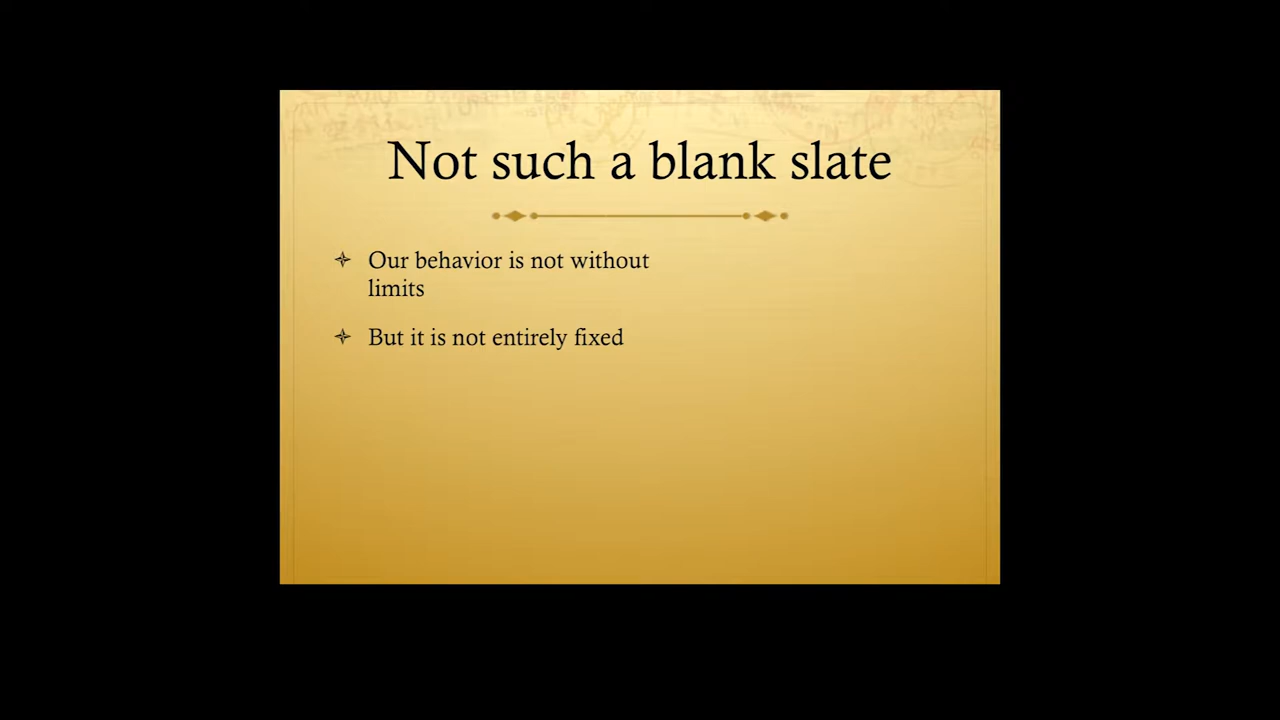 Not such a blank slate
Our behavior is not without
limits
But it is not entirely fixed